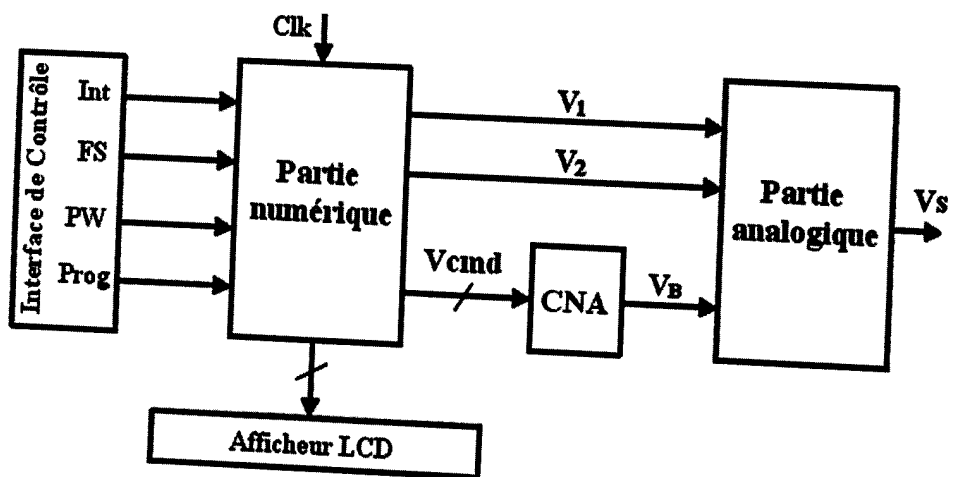 Clk
Interface de Contrôle
Int
FS
PW
Prog
Partie
numérique
V1
V2
Vcmd
CNA
VB
Partie
analogique
Vs
Afficheur LCD